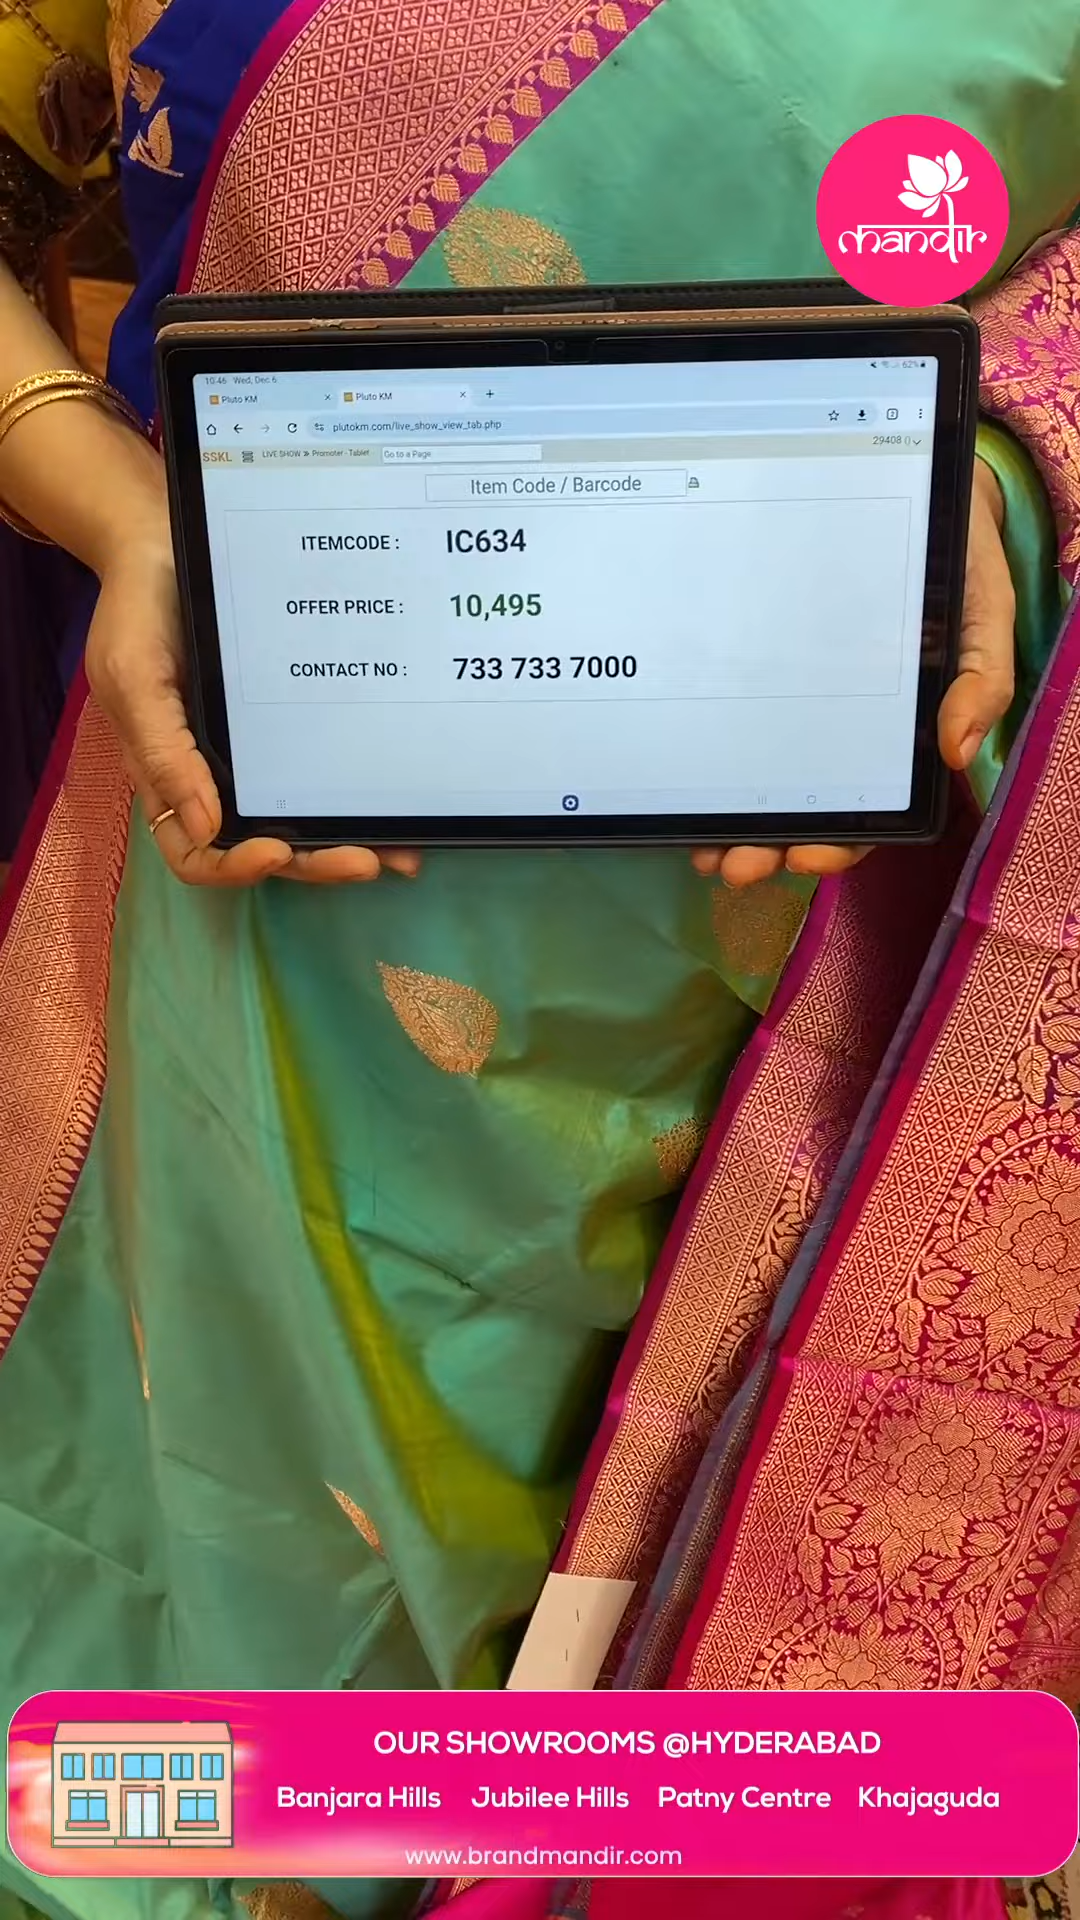 mandir
10:46 Wed, Dec 6
62%
Pluto KM
Pluto KM
plutokm.com/live_show_view_tab.php
29408 ()
SSKL LIVE SHOW » Promoter - Tablet Go to a Page
Item Code / Barcode
ITEMCODE : IC634
OFFER PRICE : 10,495
CONTACT NO : 733 733 7000
OUR SHOWROOMS @HYDERABAD
Banjara Hills Jubilee Hills Patny Centre Khajaguda
www.brandmandir.com